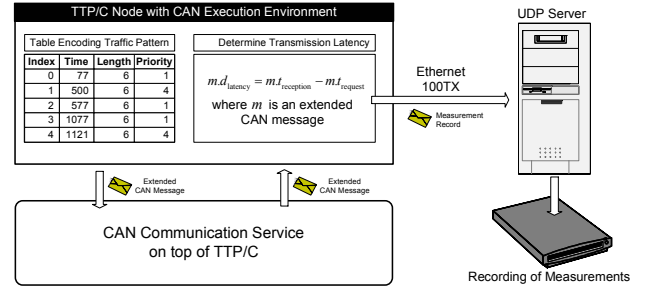 TTP/C Node with CAN Execution Environment
Table Encoding Traffic Pattern
Index Time Length Priority
0 77 6 1
1 500 6 4
2 577 6 1
3 1077 6 1
4 1121 6 4
Determine Transmission Latency
m.d_latency = m.t_reception − m.t_request
where m is an extended
CAN message
Ethernet
100TX
Measurement
Record
UDP Server
Extended
CAN Message
Extended
CAN Message
CAN Communication Service
on top of TTP/C
Recording of Measurements